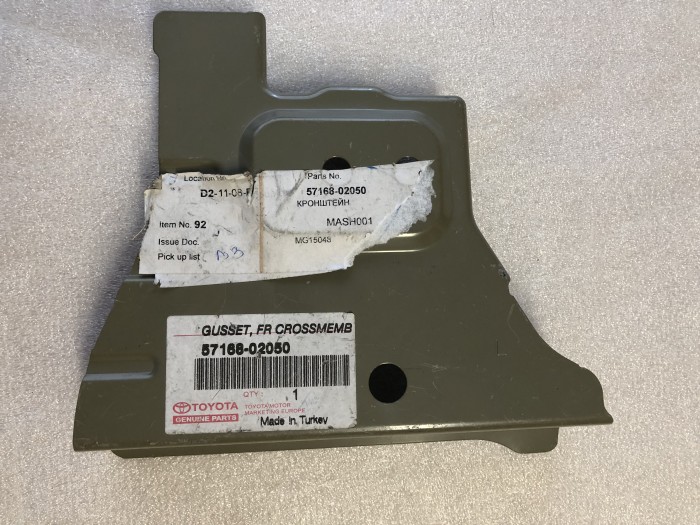 Location No.
D2-11-08-F
Parts No.
57168-02050
КРОНШТЕЙН
MASH001
Item No. 92
Issue Doc.
MG15048
Pick up list
GUSSET, FR CROSSMEMB
57168-02050
QTY : 1
TOYOTA
GENUINE PARTS
TOYOTA MOTOR
MARKETING EUROPE
Made in Turkey